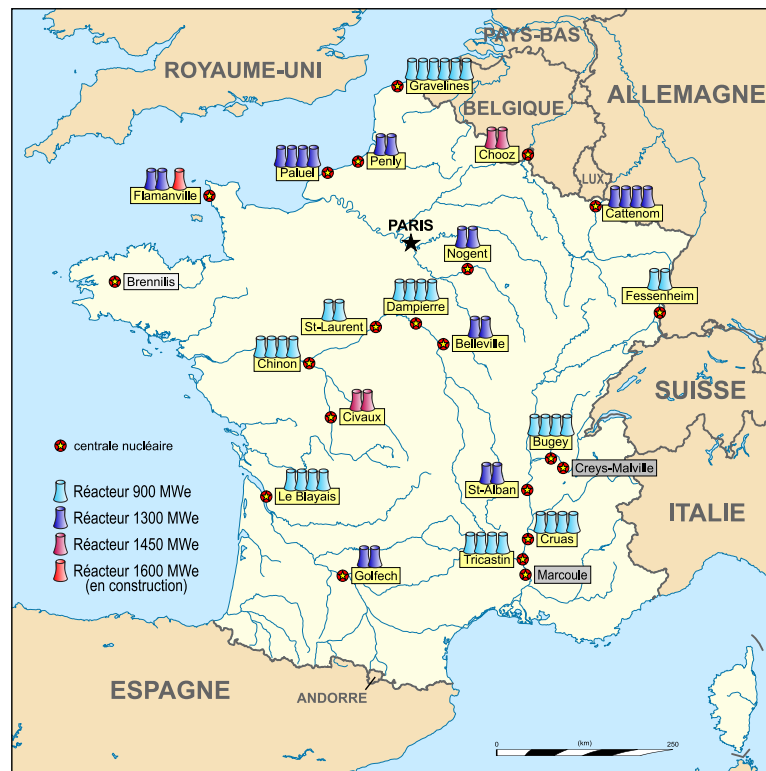 PAYS-BAS
ROYAUME-UNI
Gravelines
ALLEMAGNE
BELGIQUE
Penly
Chooz
Paluel
LUX.
Flamanville
Cattenom
PARIS
Nogent
Brennilis
Fessenheim
Dampierre
St-Laurent
Belleville
Chinon
SUISSE
Civaux
Bugey
centrale nucléaire
Creys-Malville
St-Alban
Réacteur 900 MWe
Le Blayais
ITALIE
Réacteur 1300 MWe
Cruas
Réacteur 1450 MWe
Tricastin
Réacteur 1600 MWe
(en construction)
Golfech
Marcoule
ESPAGNE
ANDORRE
0 (km) 250